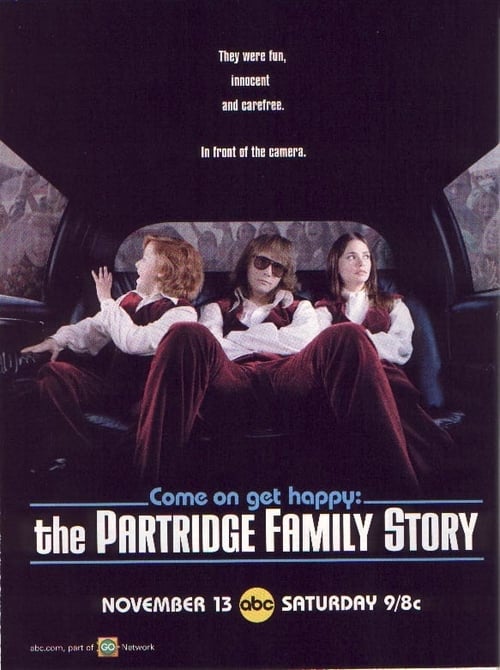 They were fun,
innocent
and carefree.
In front of the camera.
Come on get happy:
the PARTRIDGE FAMILY STORY
NOVEMBER 13 abc SATURDAY 9/8c
abc.com, part of GO Network